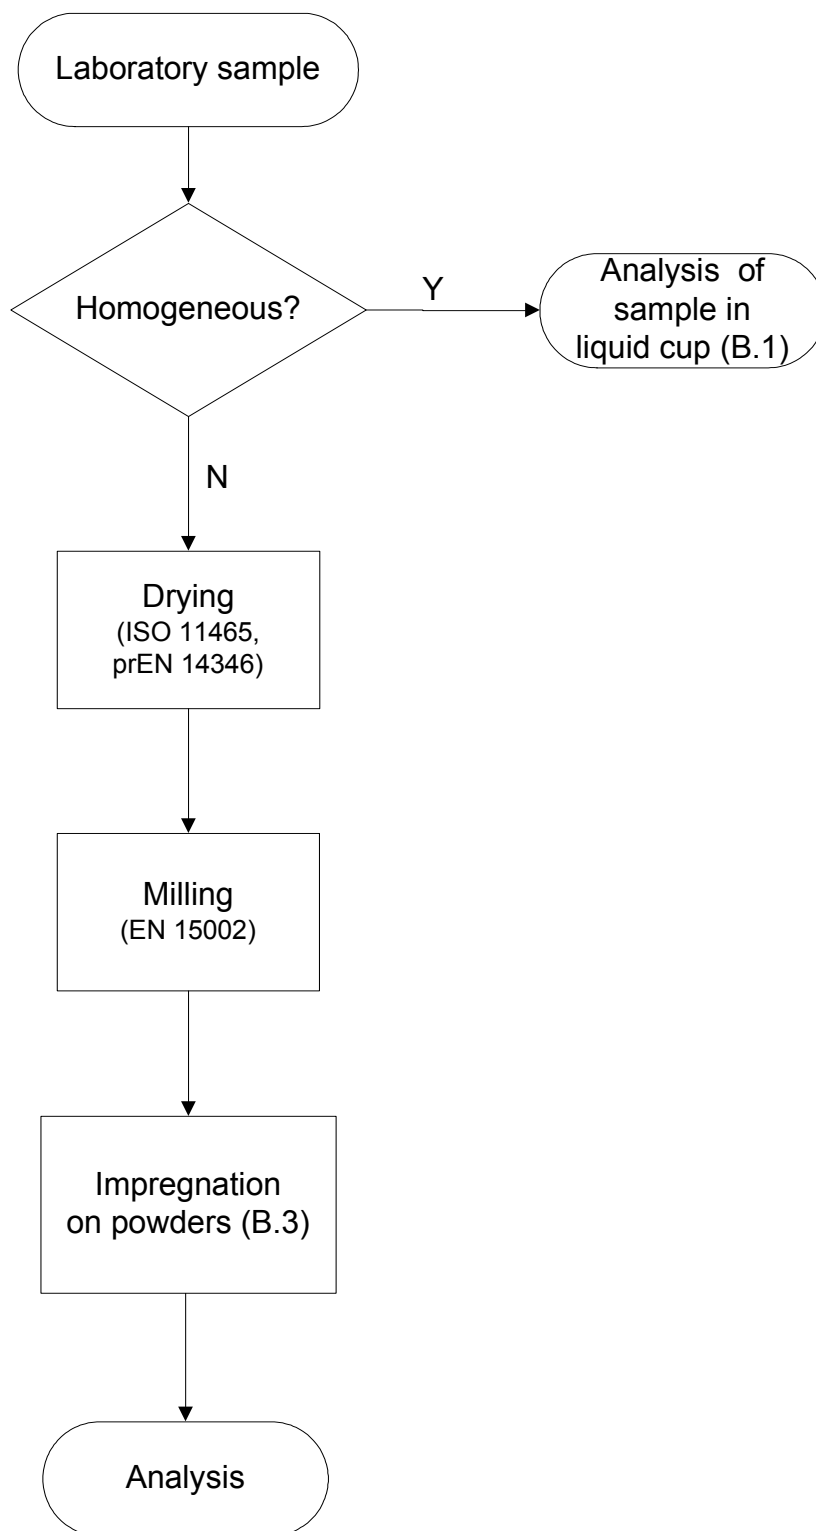 Laboratory sample
Homogeneous?
Y
Analysis of
sample in
liquid cup (B.1)
N
Drying
(ISO 11465,
prEN 14346)
Milling
(EN 15002)
Impregnation
on powders (B.3)
Analysis